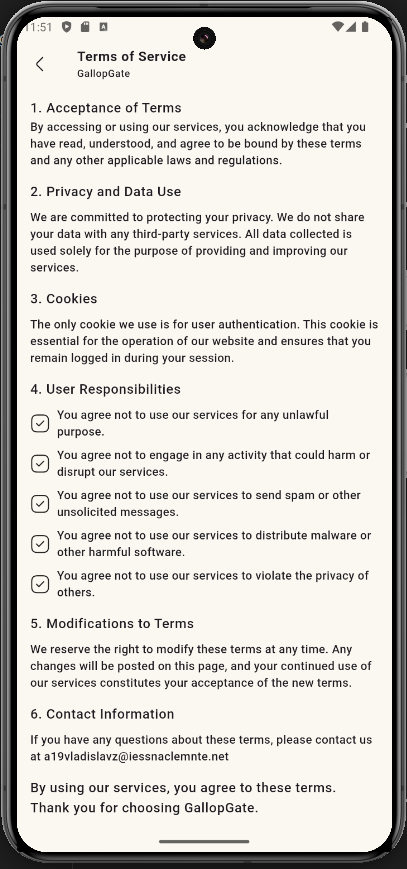 11:51
Terms of Service
GallopGate
1. Acceptance of Terms
By accessing or using our services, you acknowledge that you
have read, understood, and agree to be bound by these terms
and any other applicable laws and regulations.
2. Privacy and Data Use
We are committed to protecting your privacy. We do not share
your data with any third-party services. All data collected is
used solely for the purpose of providing and improving our
services.
3. Cookies
The only cookie we use is for user authentication. This cookie is
essential for the operation of our website and ensures that you
remain logged in during your session.
4. User Responsibilities
You agree not to use our services for any unlawful
purpose.
You agree not to engage in any activity that could harm or
disrupt our services.
You agree not to use our services to send spam or other
unsolicited messages.
You agree not to use our services to distribute malware or
other harmful software.
You agree not to use our services to violate the privacy of
others.
5. Modifications to Terms
We reserve the right to modify these terms at any time. Any
changes will be posted on this page, and your continued use of
our services constitutes your acceptance of the new terms.
6. Contact Information
If you have any questions about these terms, please contact us
at a19vladislavz@iessnaclemnte.net
By using our services, you agree to these terms.
Thank you for choosing GallopGate.